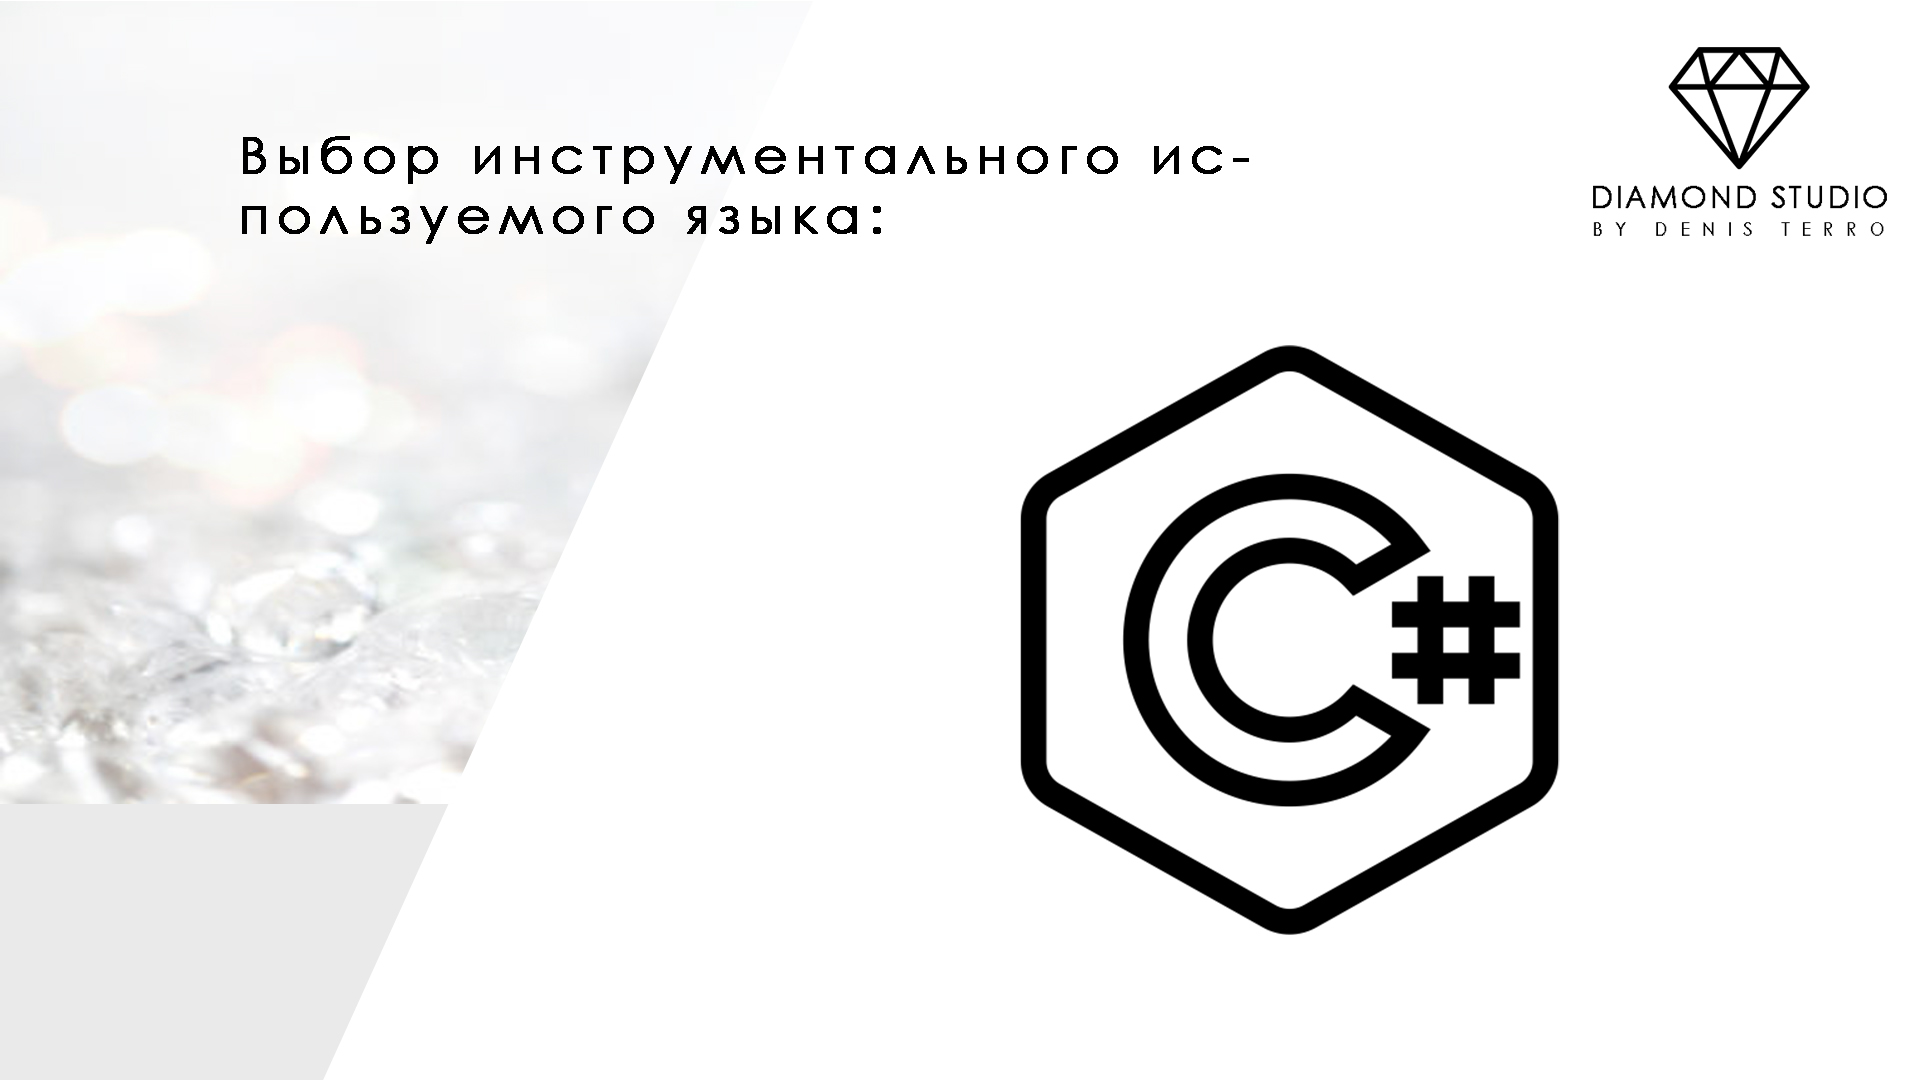 Выбор инструментального ис-
пользуемого языка:
DIAMOND STUDIO
BY DENIS TERRO
C#